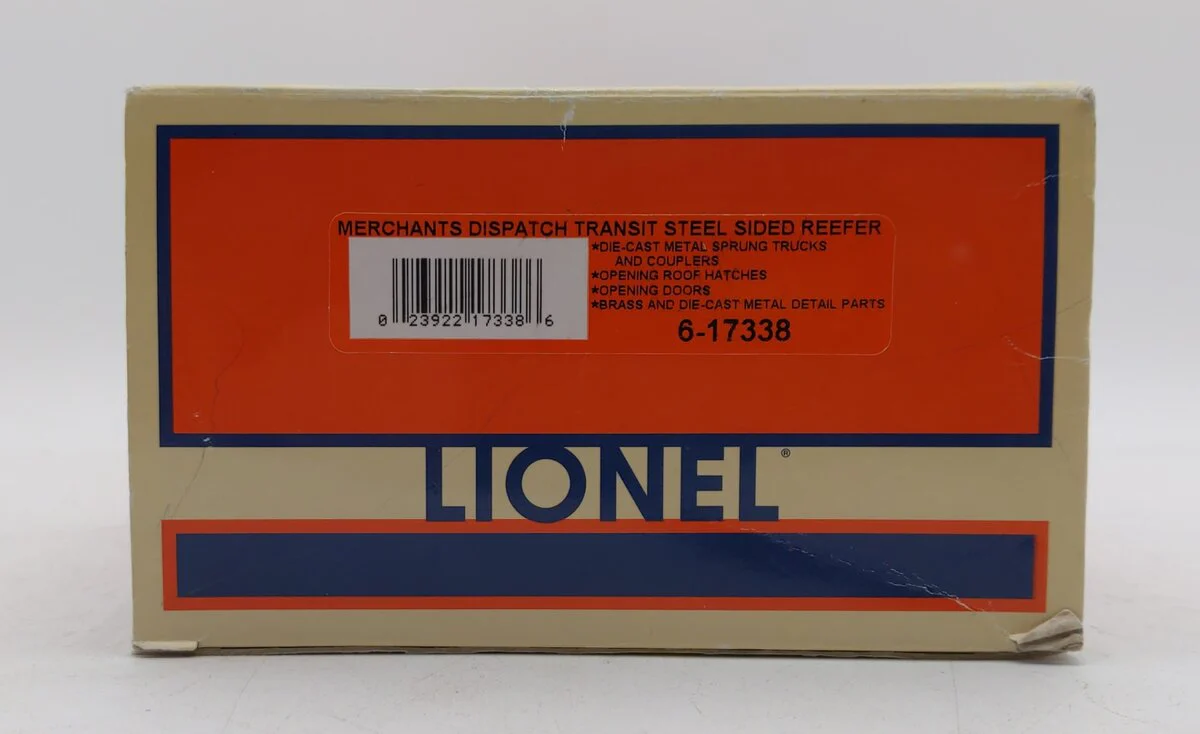 MERCHANTS DISPATCH TRANSIT STEEL SIDED REEFER
★DIE-CAST METAL SPRUNG TRUCKS
AND COUPLERS
★OPENING ROOF HATCHES
★OPENING DOORS
★BRASS AND DIE-CAST METAL DETAIL PARTS
0 23922 17338 6
6-17338
LIONEL®